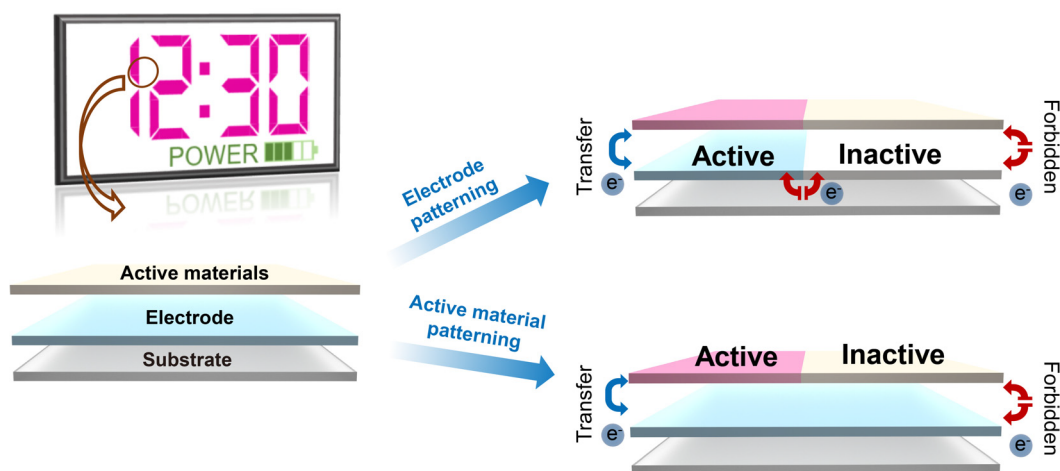 12:30
POWER
Active materials
Electrode
Substrate
Electrode
patterning
Active material
patterning
Transfer
e-
Active
Inactive
e-
Forbidden
e-
Transfer
e-
Active
Inactive
Forbidden
e-